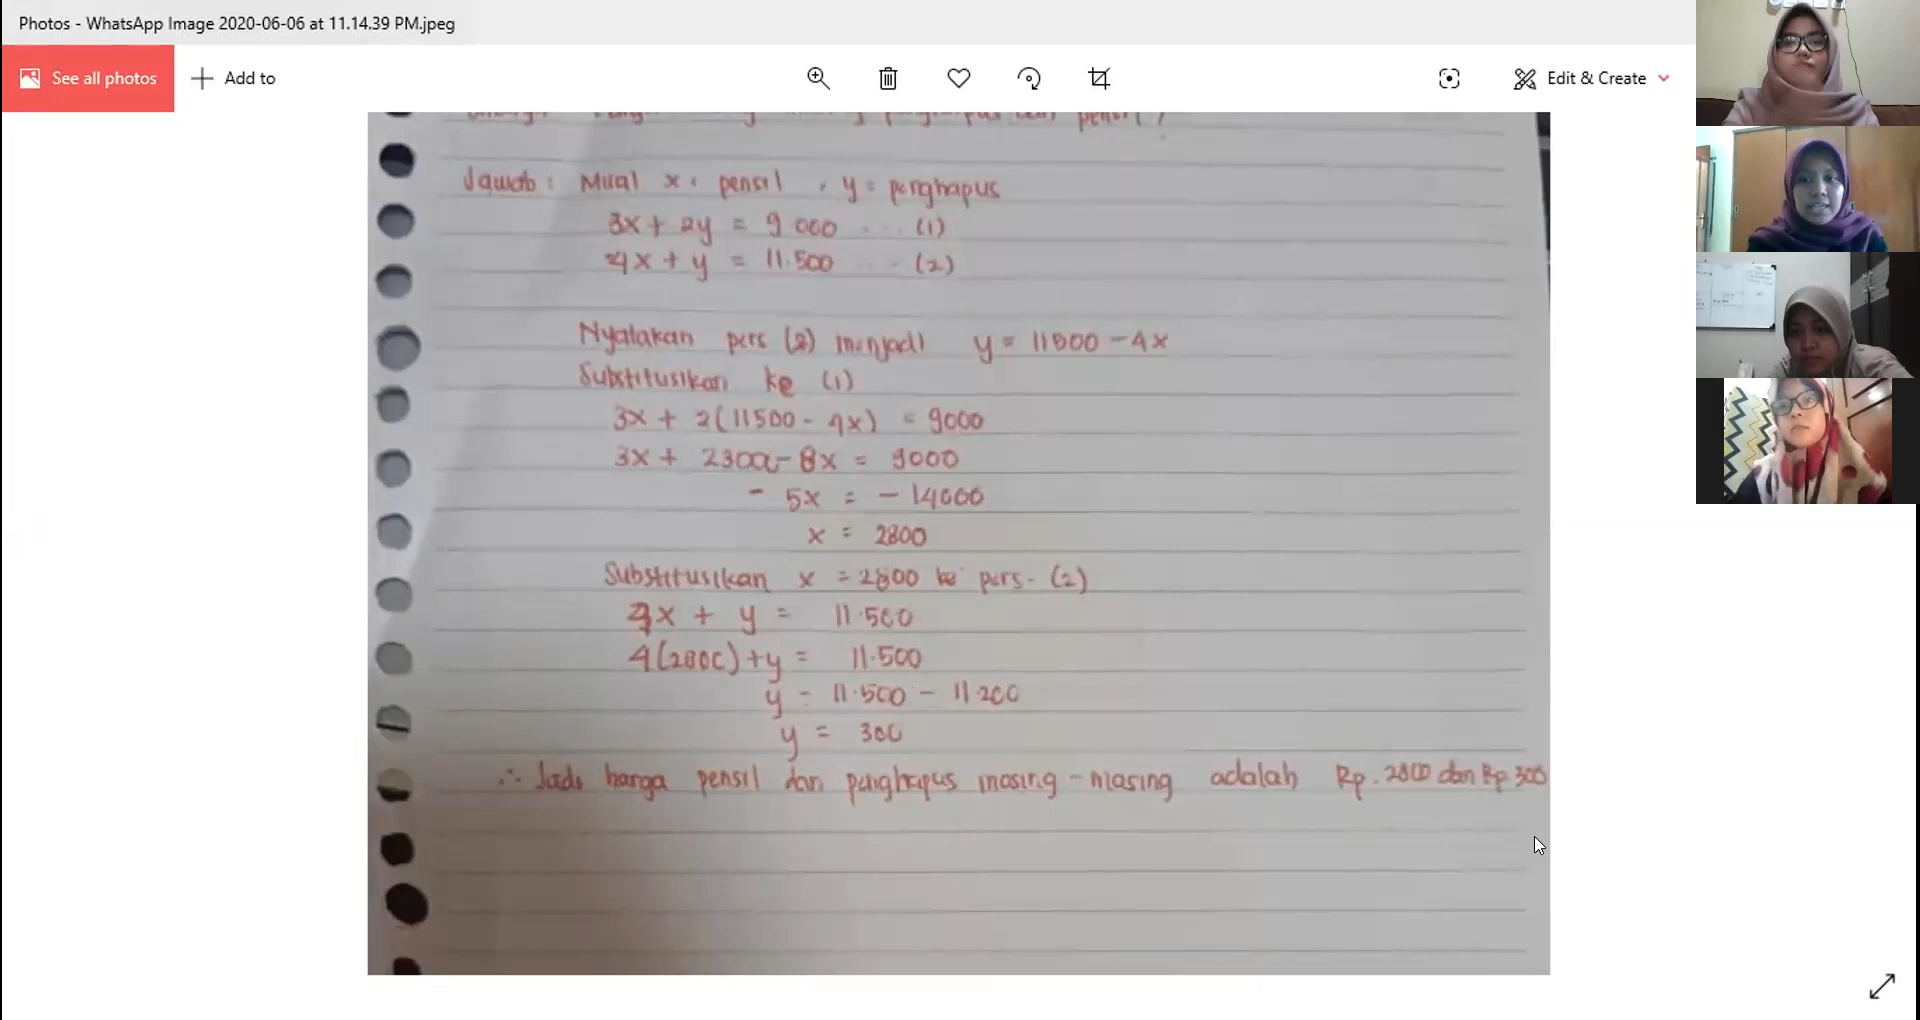 Photos - WhatsApp Image 2020-06-06 at 11.14.39 PM.jpeg
See all photos
Add to
Edit & Create
pensil?
Jawab: Misal x = pensil, y = penghapus
3x + 2y = 9.000 ... (1)
4x + y = 11.500 ... (2)
Nyatakan pers (2) menjadi y = 11500 - 4x
Substitusikan ke (1)
3x + 2(11500 - 4x) = 9000
3x + 23000 - 8x = 9000
- 5x = - 14000
x = 2800
Substitusikan x = 2800 ke pers. (2)
4x + y = 11.500
4(2800) + y = 11.500
y = 11.500 - 11.200
y = 300
∴ Jadi harga pensil dan penghapus masing-masing adalah Rp. 2800 dan Rp 300